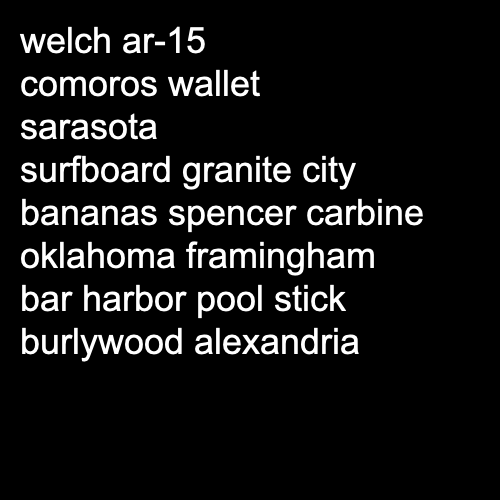 welch ar-15
comoros wallet
sarasota
surfboard granite city
bananas spencer carbine
oklahoma framingham
bar harbor pool stick
burlywood alexandria